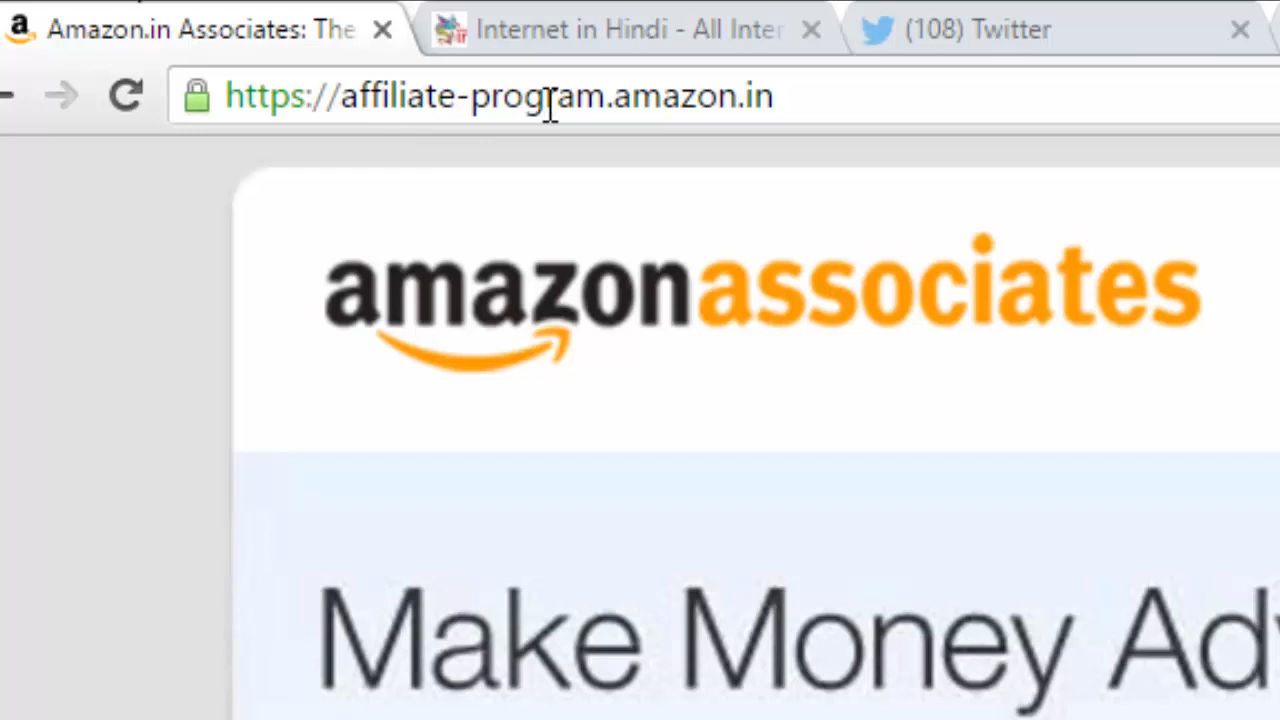 Amazon.in Associates: The
Internet in Hindi - All Inter
(108) Twitter
https://affiliate-program.amazon.in
amazonassociates
Make Money Adv